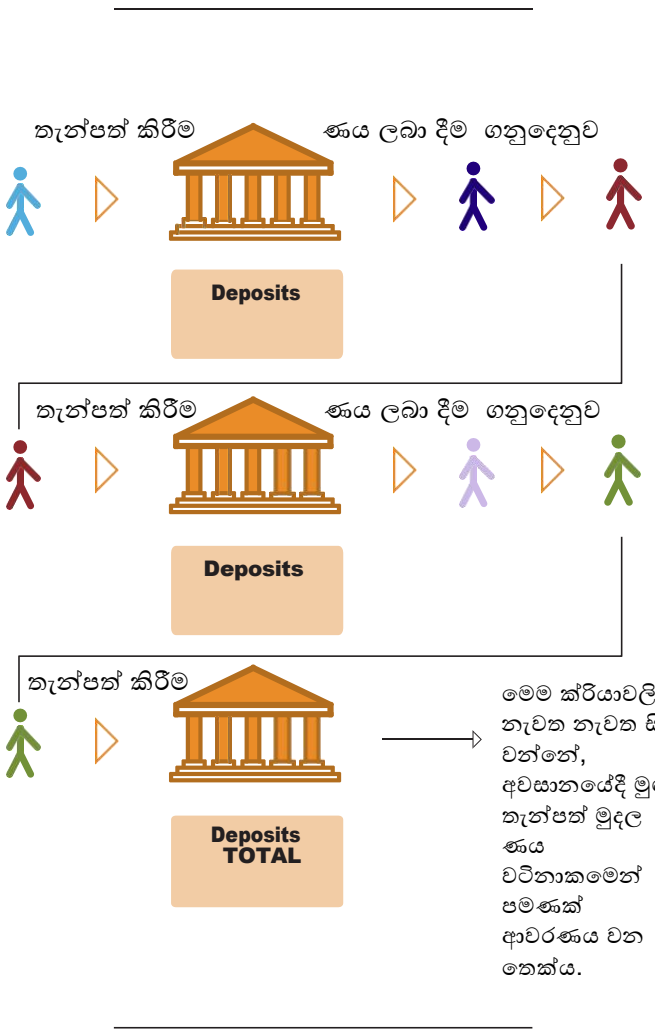 තැන්පත් කිරීම ණය ලබා දීම ගනුදෙනුව
Deposits
තැන්පත් කිරීම ණය ලබා දීම ගනුදෙනුව
Deposits
තැන්පත් කිරීම
Deposits
TOTAL
මෙම ක්රියාවලි
නැවත නැවත
වන්නේ,
අවසානයේදී
තැන්පත් මුදල
ණය
වටිනාකමෙන්
පමණක්
ආවරණය වන
තෙක්ය.